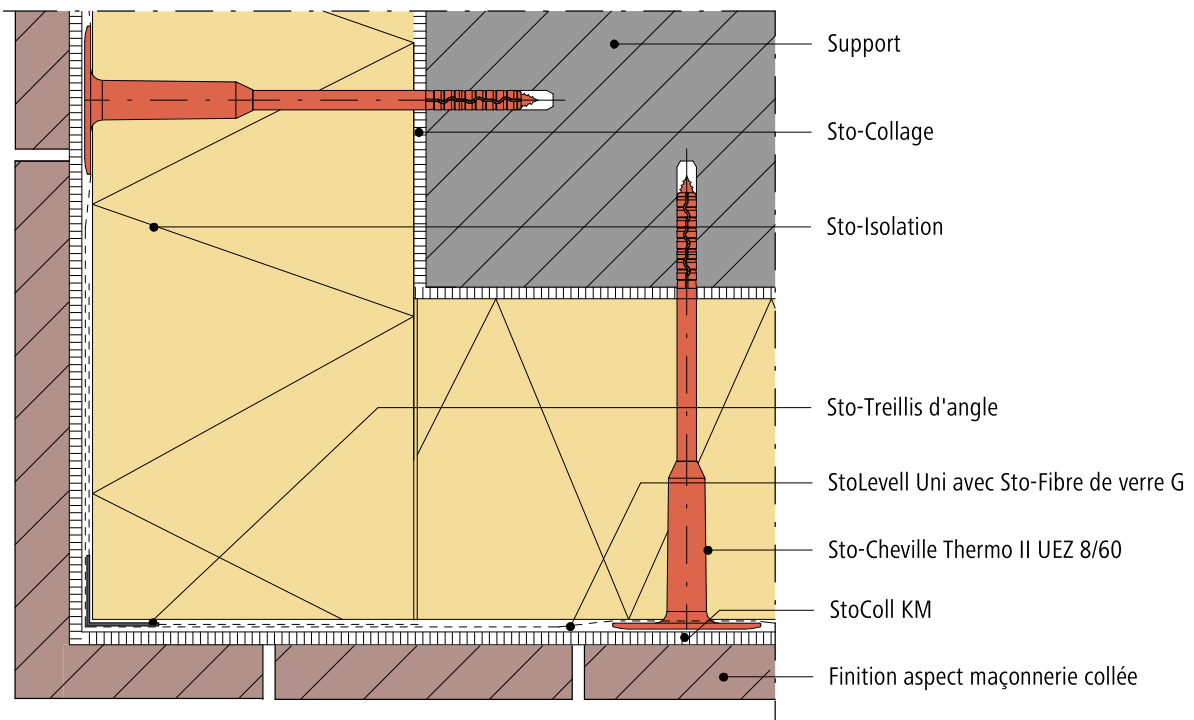 Support
Sto-Collage
Sto-Isolation
Sto-Treillis d'angle
StoLevell Uni avec Sto-Fibre de verre G
Sto-Cheville Thermo II UEZ 8/60
StoColl KM
Finition aspect maçonnerie collée